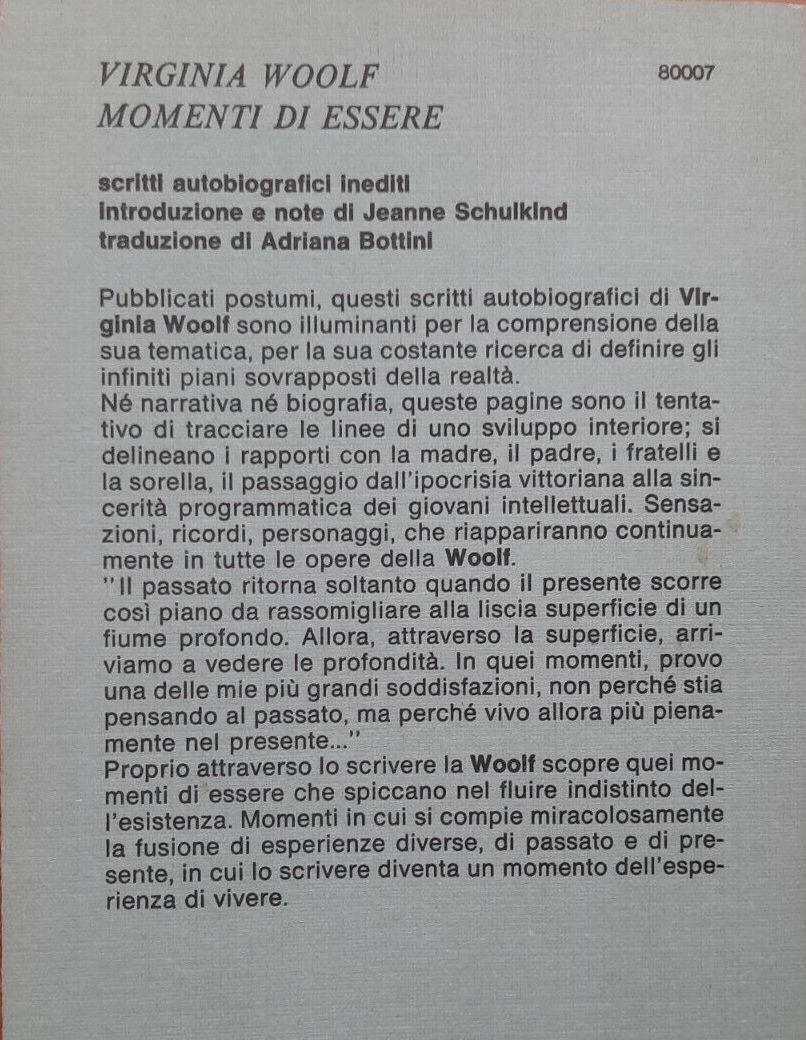 VIRGINIA WOOLF
80007
MOMENTI DI ESSERE
scritti autobiografici inediti
introduzione e note di Jeanne Schulkind
traduzione di Adriana Bottini
Pubblicati postumi, questi scritti autobiografici di Vir-
ginia Woolf sono illuminanti per la comprensione della
sua tematica, per la sua costante ricerca di definire gli
infiniti piani sovrapposti della realtà.
Né narrativa né biografia, queste pagine sono il tenta-
tivo di tracciare le linee di uno sviluppo interiore; si
delineano i rapporti con la madre, il padre, i fratelli e
la sorella, il passaggio dall'ipocrisia vittoriana alla sin-
cerità programmatica dei giovani intellettuali. Sensa-
zioni, ricordi, personaggi, che riappariranno continua-
mente in tutte le opere della Woolf.
"Il passato ritorna soltanto quando il presente scorre
così piano da rassomigliare alla liscia superficie di un
fiume profondo. Allora, attraverso la superficie, arri-
viamo a vedere le profondità. In quei momenti, provo
una delle mie più grandi soddisfazioni, non perché stia
pensando al passato, ma perché vivo allora più piena-
mente nel presente..."
Proprio attraverso lo scrivere la Woolf scopre quei mo-
menti di essere che spiccano nel fluire indistinto del-
l'esistenza. Momenti in cui si compie miracolosamente
la fusione di esperienze diverse, di passato e di pre-
sente, in cui lo scrivere diventa un momento dell'espe-
rienza di vivere.